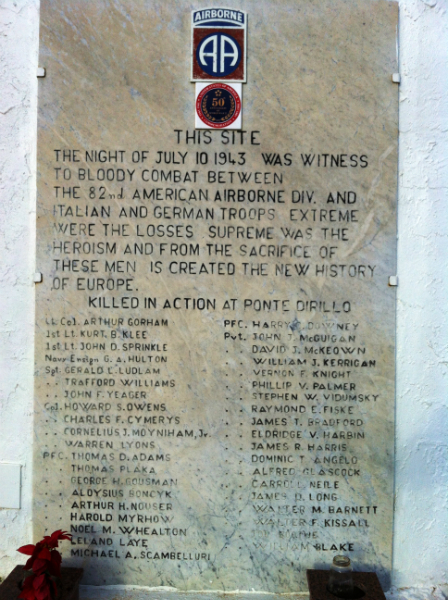 AIRBORNE
AA
50
THIS SITE
THE NIGHT OF JULY 10 1943 WAS WITNESS
TO BLOODY COMBAT BETWEEN
THE 82nd AMERICAN AIRBORNE DIV. AND
ITALIAN AND GERMAN TROOPS EXTREME
WERE THE LOSSES SUPREME WAS THE
HEROISM AND FROM THE SACRIFICE OF
THESE MEN IS CREATED THE NEW HISTORY
OF EUROPE.
KILLED IN ACTION AT PONTE DIRILLO
Lt. Col. ARTHUR GORHAM
1st Lt. KURT. B. KLEE
1st Lt. JOHN D. SPRINKLE
Navy Ensign G. A. HULTON
Sgt. GERALD L. LUDLAM
.. TRAFFORD WILLIAMS
.. JOHN F. YEAGER
Cpl. HOWARD S. OWENS
.. CHARLES F. CYMERYS
.. CORNELIUS J. MOYNIHAM, Jr.
.. WARREN LYONS
PFC. THOMAS D. ADAMS
.. THOMAS PLAKA
.. GEORGE H. GOUSMAN
.. ALOYSIUS BONCYK
.. ARTHUR H. NOUSER
.. HAROLD MYRHOW
.. NOEL M. WHEALTON
LELAND LAYE
MICHAEL A. SCAMBELLURI
PFC. HARRY L. DOWNEY
Pvt. JOHN J. McGUIGAN
.. DAVID J. McKEOWN
.. WILLIAM J. KERRIGAN
.. VERNON F. KNIGHT
.. PHILLIP V. PALMER
.. STEPHEN W. VIDUMSKY
.. RAYMOND E. FISKE
.. JAMES T. BRADFORD
.. ELDRIDGE V. HARBIN
.. JAMES R. HARRIS
.. DOMINIC T. ANGELO
.. ALFRED GLASCOCK
.. CARROLL NEILE
.. JAMES O. LONG
.. WALTER M. BARNETT
.. WALTER F. KISSALL
BLAKE